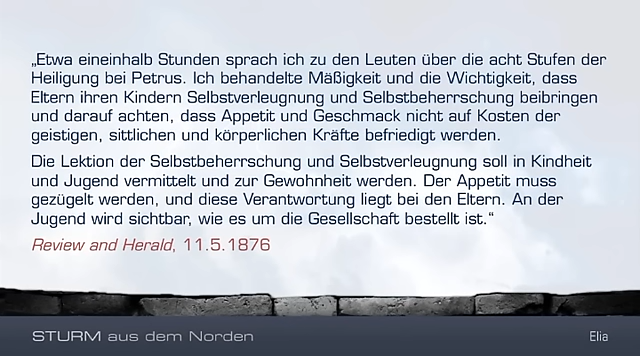 „Etwa eineinhalb Stunden sprach ich zu den Leuten über die acht Stufen der
Heiligung bei Petrus. Ich behandelte Mäßigkeit und die Wichtigkeit, dass
Eltern ihren Kindern Selbstverleugnung und Selbstbeherrschung beibringen
und darauf achten, dass Appetit und Geschmack nicht auf Kosten der
geistigen, sittlichen und körperlichen Kräfte befriedigt werden.
Die Lektion der Selbstbeherrschung und Selbstverleugnung soll in Kindheit
und Jugend vermittelt und zur Gewohnheit werden. Der Appetit muss
gezügelt werden, und diese Verantwortung liegt bei den Eltern. An der
Jugend wird sichtbar, wie es um die Gesellschaft bestellt ist.“
Review and Herald, 11.5.1876
STURM aus dem Norden
Elia